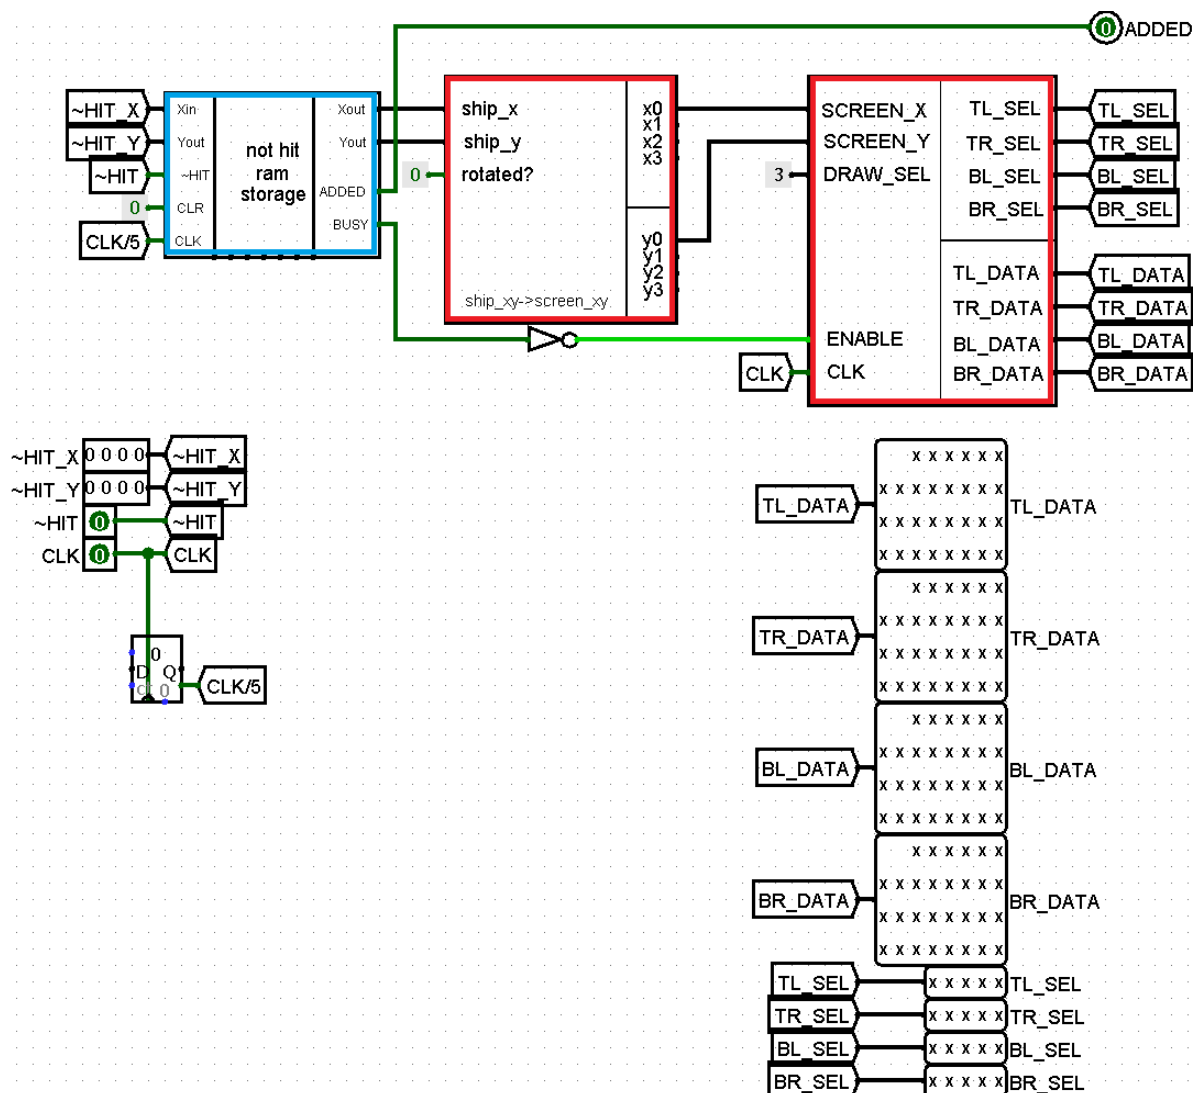 0 ADDED
~HIT_X Xin Xout ship_x x0 SCREEN_X TL_SEL TL_SEL
x1
~HIT_Y Yout Yout ship_y x2 SCREEN_Y TR_SEL TR_SEL
x3
~HIT ~HIT not hit ram storage ADDED 0 rotated? 3 DRAW_SEL BL_SEL BL_SEL
0 CLR BUSY BR_SEL BR_SEL
CLK/5 CLK y0
y1
y2 TL_DATA TL_DATA
y3
ship_xy->screen_xy TR_DATA TR_DATA
ENABLE BL_DATA BL_DATA
CLK CLK BR_DATA BR_DATA
~HIT_X 0 0 0 0 ~HIT_X
~HIT_Y 0 0 0 0 ~HIT_Y
~HIT 0 ~HIT
CLK 0 CLK
0
D Q
0 CLK/5
x x x x x x
x x x x x x x x
TL_DATA TL_DATA
x x x x x x x x
x x x x x x x x
x x x x x x
x x x x x x x x
TR_DATA TR_DATA
x x x x x x x x
x x x x x x x x
x x x x x x
x x x x x x x x
BL_DATA BL_DATA
x x x x x x x x
x x x x x x x x
x x x x x x
x x x x x x x x
BR_DATA BR_DATA
x x x x x x x x
x x x x x x x x
TL_SEL x x x x x TL_SEL
TR_SEL x x x x x TR_SEL
BL_SEL x x x x x BL_SEL
BR_SEL x x x x x BR_SEL